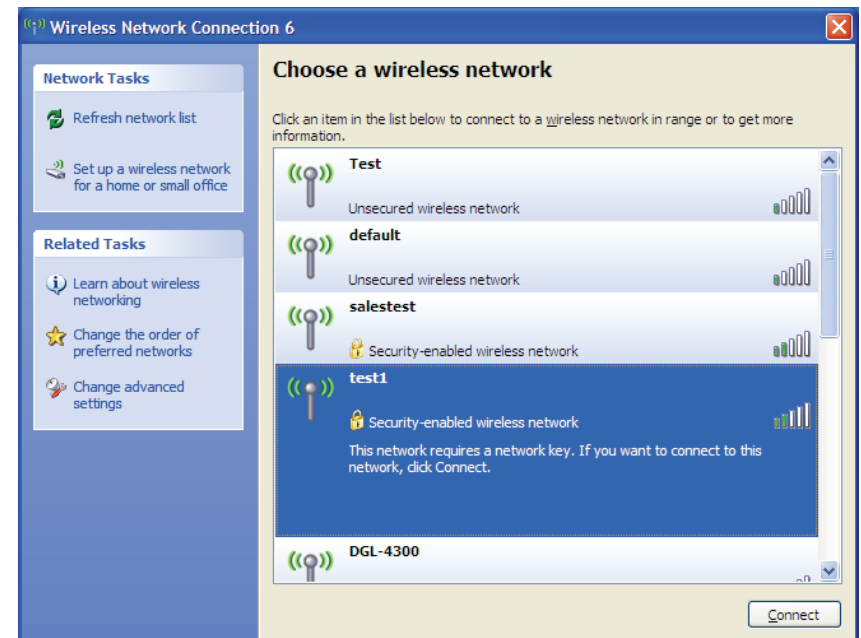 Wireless Network Connection 6
Network Tasks
Refresh network list
Set up a wireless network
for a home or small office
Related Tasks
Learn about wireless
networking
Change the order of
preferred networks
Change advanced
settings
Choose a wireless network
Click an item in the list below to connect to a wireless network in range or to get more
information.
Test
Unsecured wireless network
default
Unsecured wireless network
salestest
Security-enabled wireless network
test1
Security-enabled wireless network
This network requires a network key. If you want to connect to this
network, click Connect.
DGL-4300
Connect